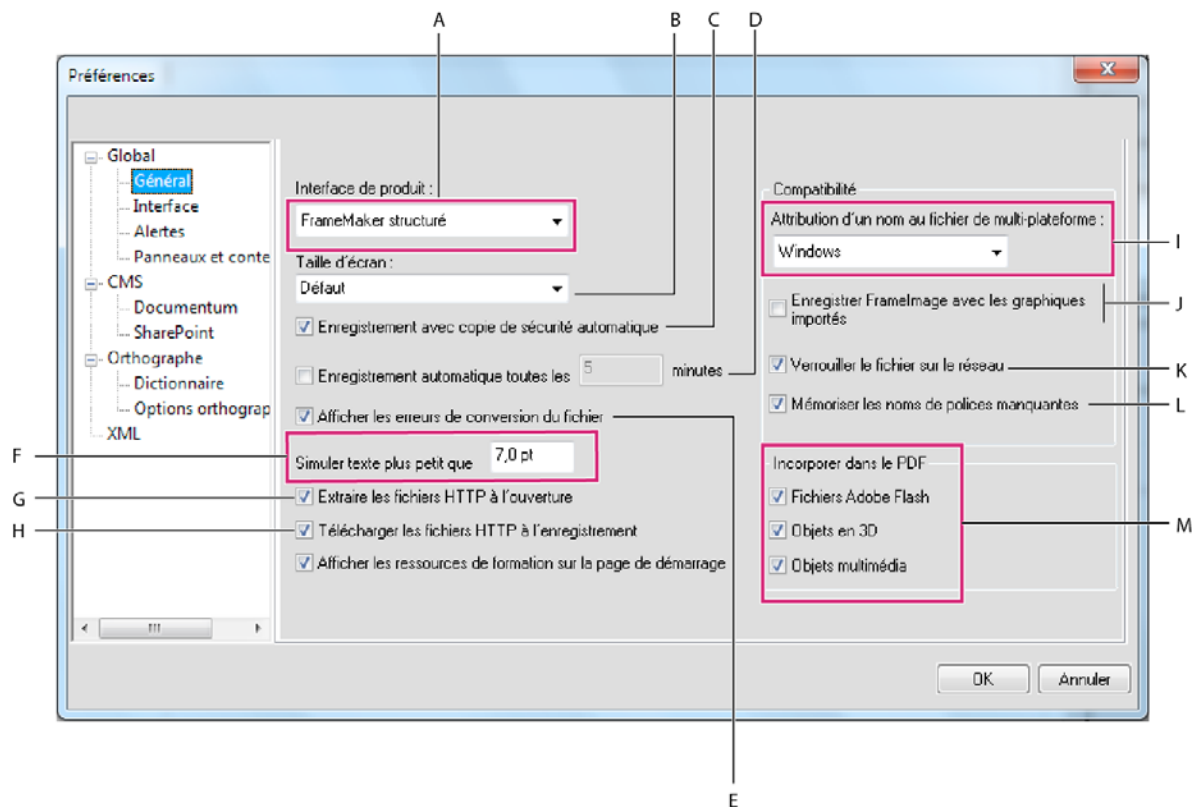 A
B
C
D
Préférences
Global
Général
Interface
Alertes
Panneaux et conte
CMS
Documentum
SharePoint
Orthographe
Dictionnaire
Options orthograp
XML
Interface de produit :
FrameMaker structuré
Taille d'écran :
Défaut
Enregistrement avec copie de sécurité automatique
Enregistrement automatique toutes les 5 minutes
Afficher les erreurs de conversion du fichier
F
Simuler texte plus petit que 7,0 pt
G
Extraire les fichiers HTTP à l'ouverture
H
Télécharger les fichiers HTTP à l'enregistrement
Afficher les ressources de formation sur la page de démarrage
Compatibilité
Attribution d'un nom au fichier de multi-plateforme :
Windows
I
Enregistrer FrameImage avec les graphiques
importés
J
Verrouiller le fichier sur le réseau
K
Mémoriser les noms de polices manquantes
L
Incorporer dans le PDF
Fichiers Adobe Flash
Objets en 3D
M
Objets multimédia
OK
Annuler
E